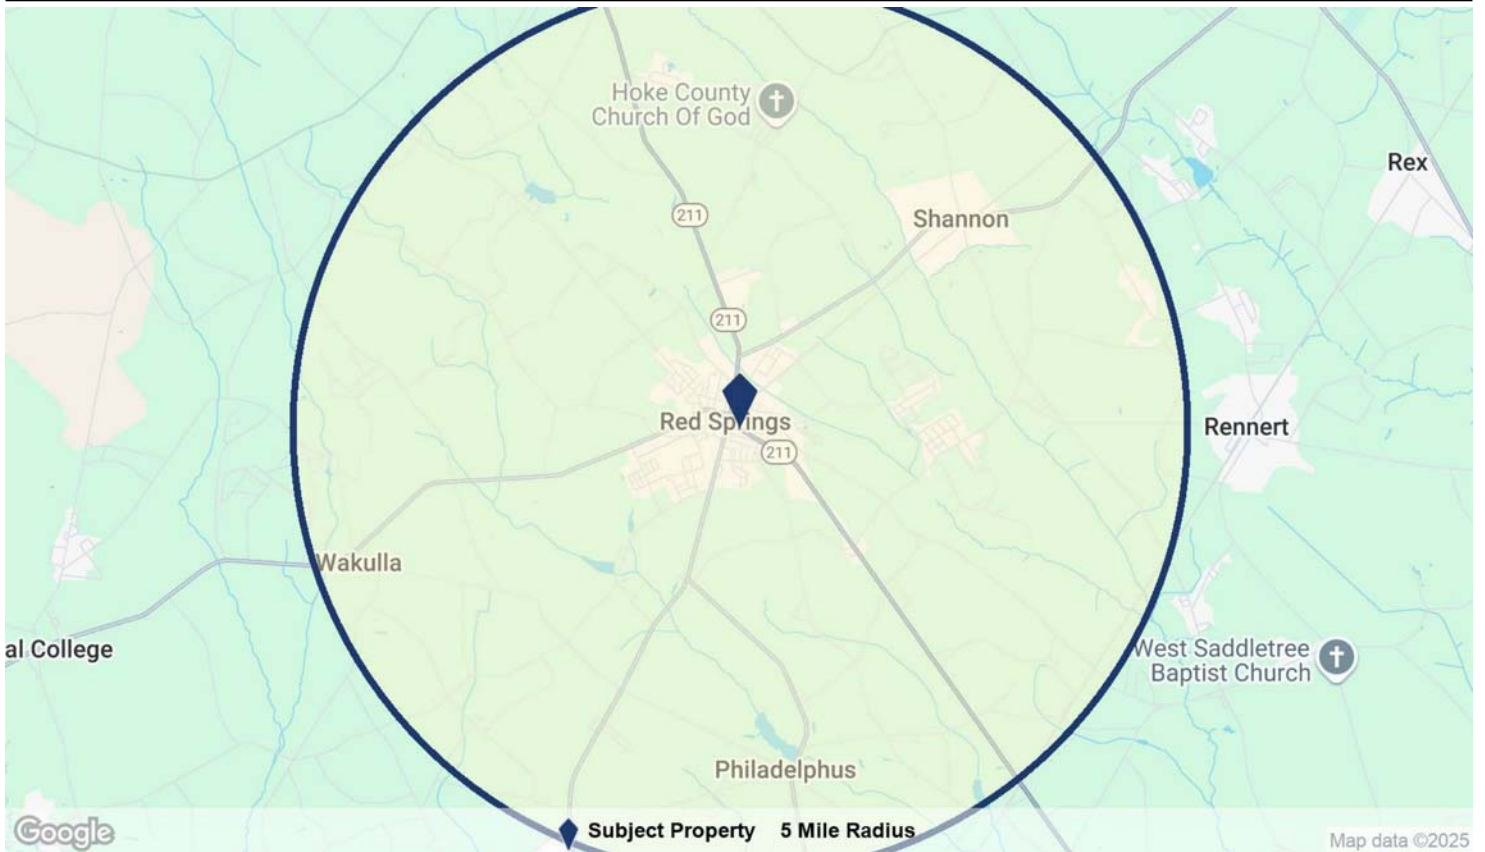 Hoke County
Church Of God
Rex
211
Shannon
211
Red Springs
Rennert
211
Wakulla
al College
West Saddletree
Baptist Church
Philadelphus
Subject Property 5 Mile Radius
Google
Map data ©2025